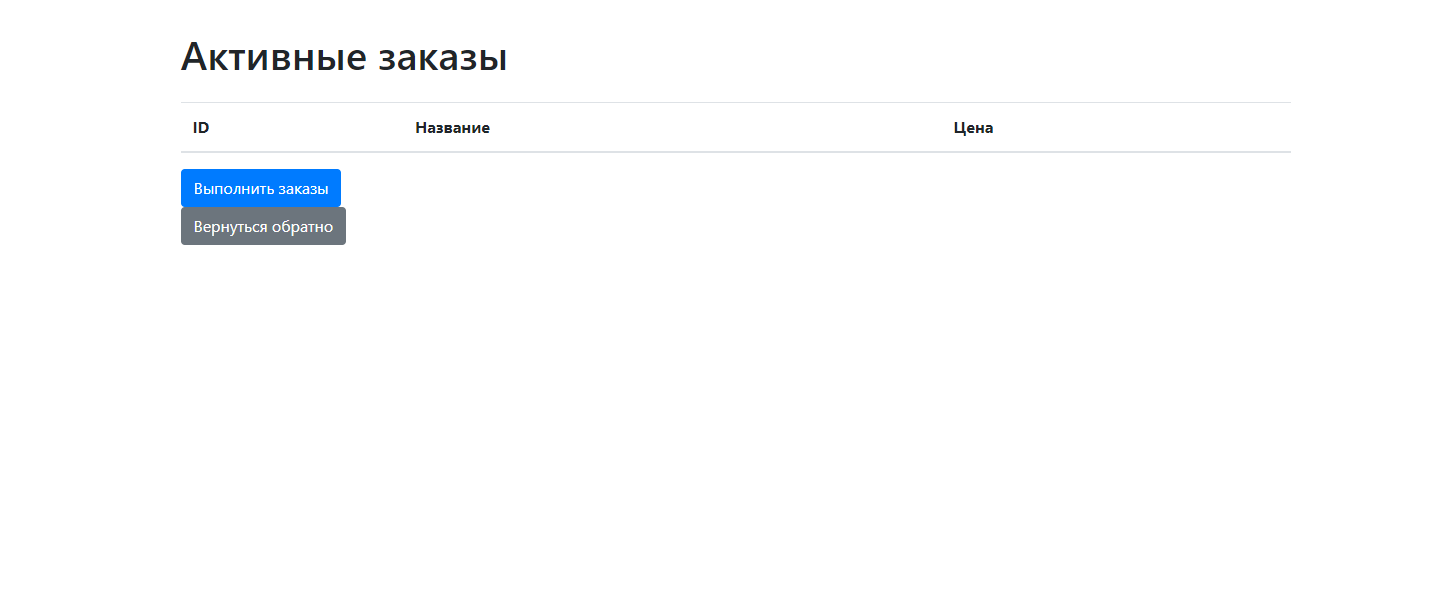 Активные заказы
ID Название Цена
Выполнить заказы
Вернуться обратно